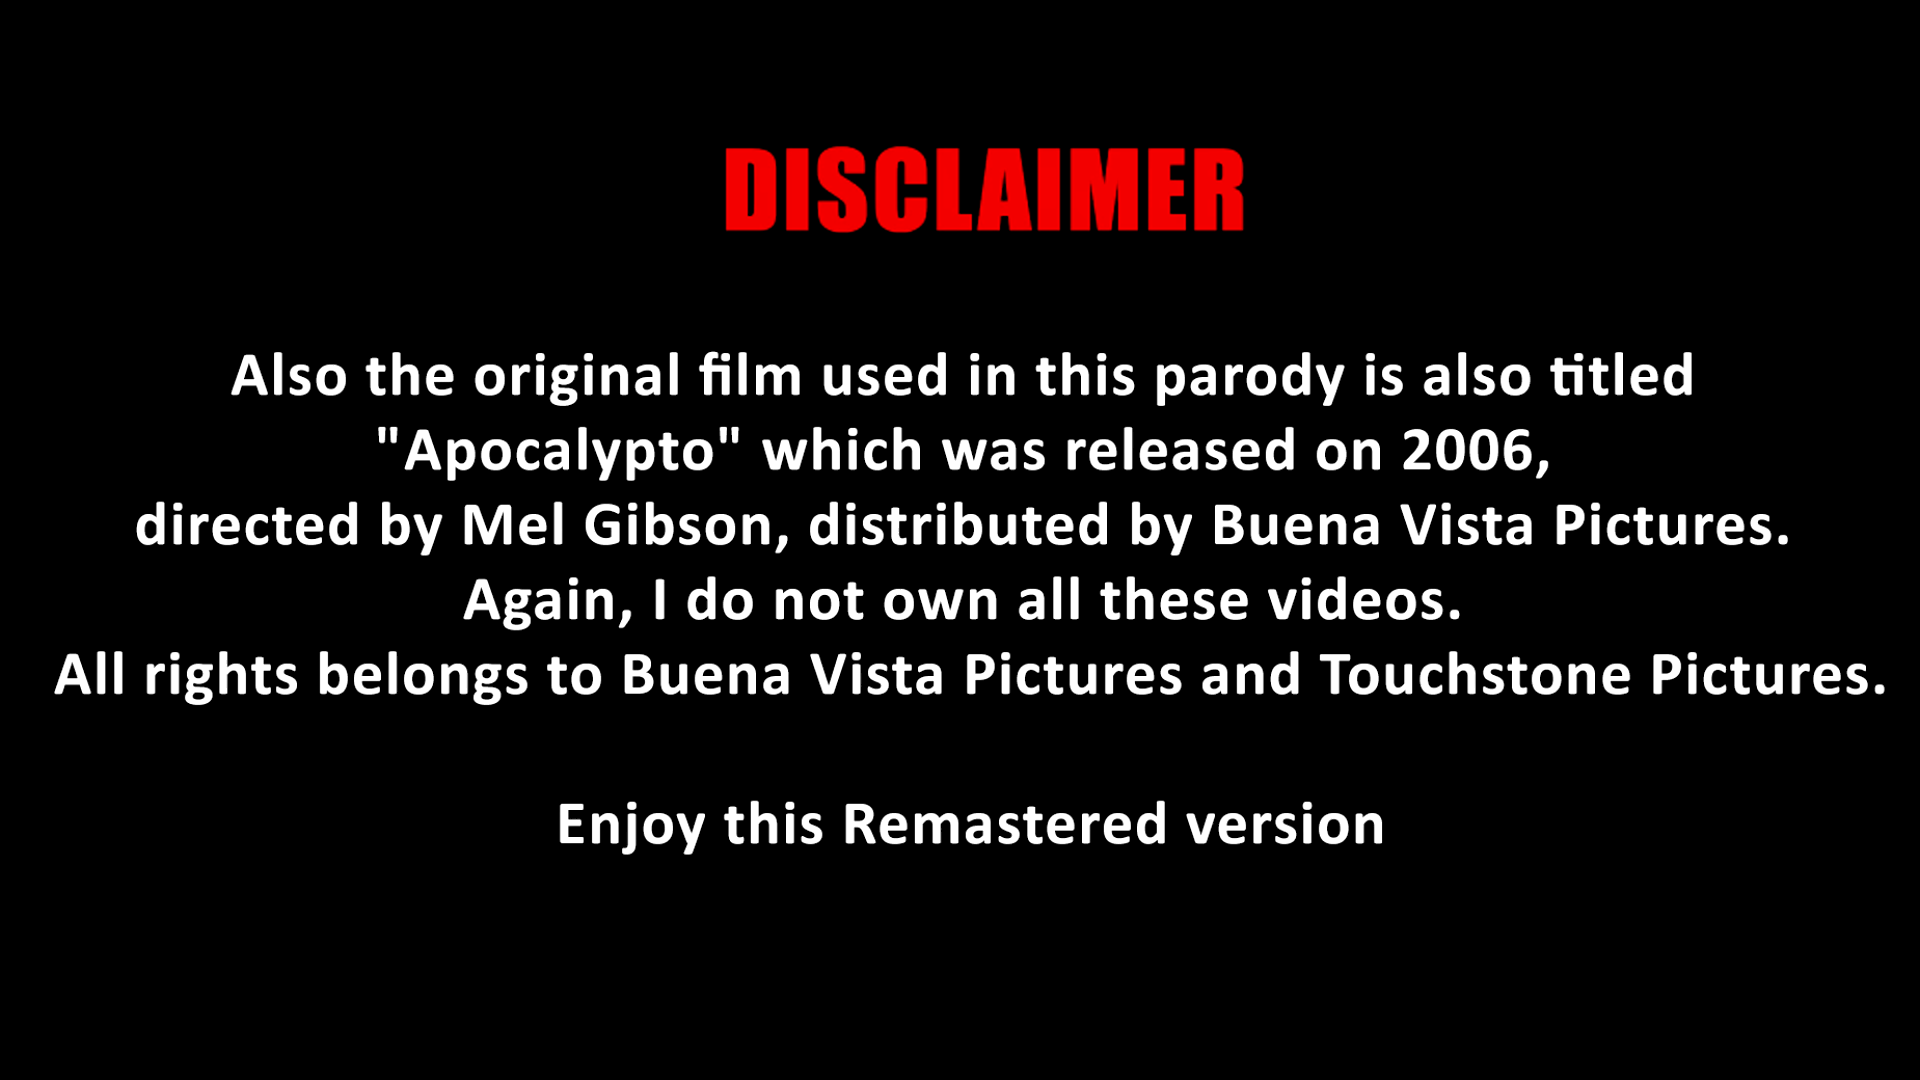 DISCLAIMER
Also the original film used in this parody is also titled
"Apocalypto" which was released on 2006,
directed by Mel Gibson, distributed by Buena Vista Pictures.
Again, I do not own all these videos.
All rights belongs to Buena Vista Pictures and Touchstone Pictures.
Enjoy this Remastered version